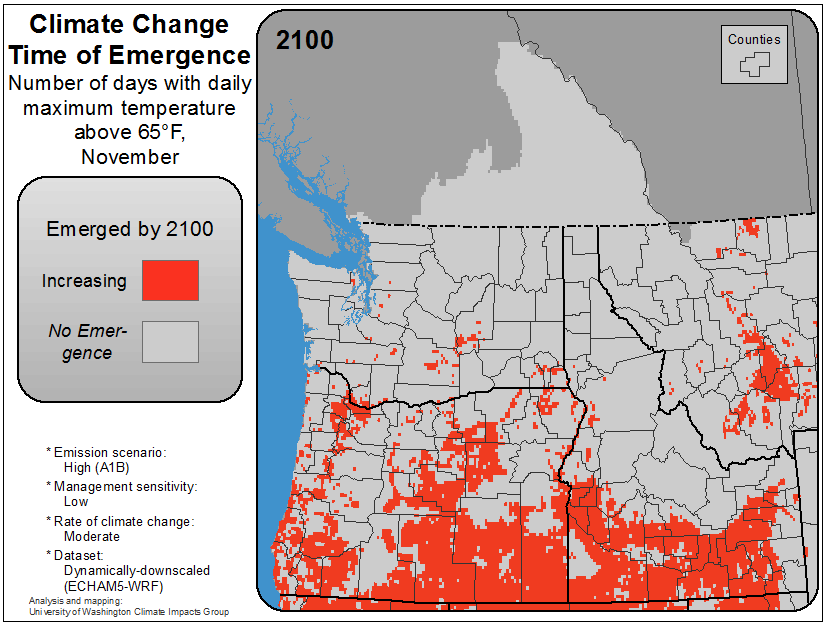 Climate Change
Time of Emergence
Number of days with daily
maximum temperature
above 65°F,
November
Emerged by 2100
Increasing
No Emer-
gence
* Emission scenario:
High (A1B)
* Management sensitivity:
Low
* Rate of climate change:
Moderate
* Dataset:
Dynamically-downscaled
(ECHAM5-WRF)
Analysis and mapping:
University of Washington Climate Impacts Group
2100
Counties